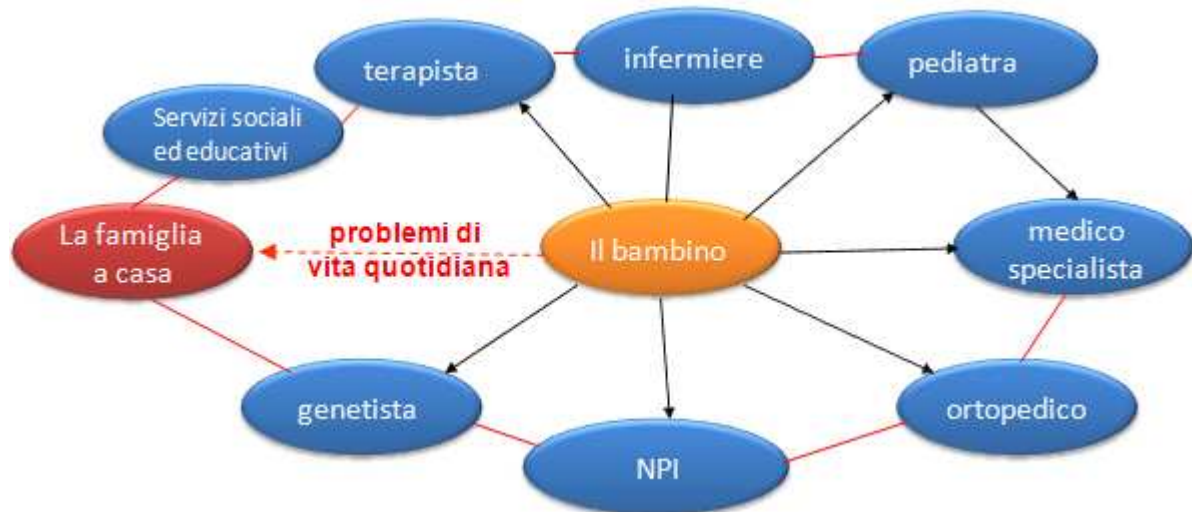 terapista
infermiere
pediatra
Servizi sociali
ed educativi
La famiglia
a casa
problemi di
vita quotidiana
Il bambino
medico
specialista
genetista
NPI
ortopedico